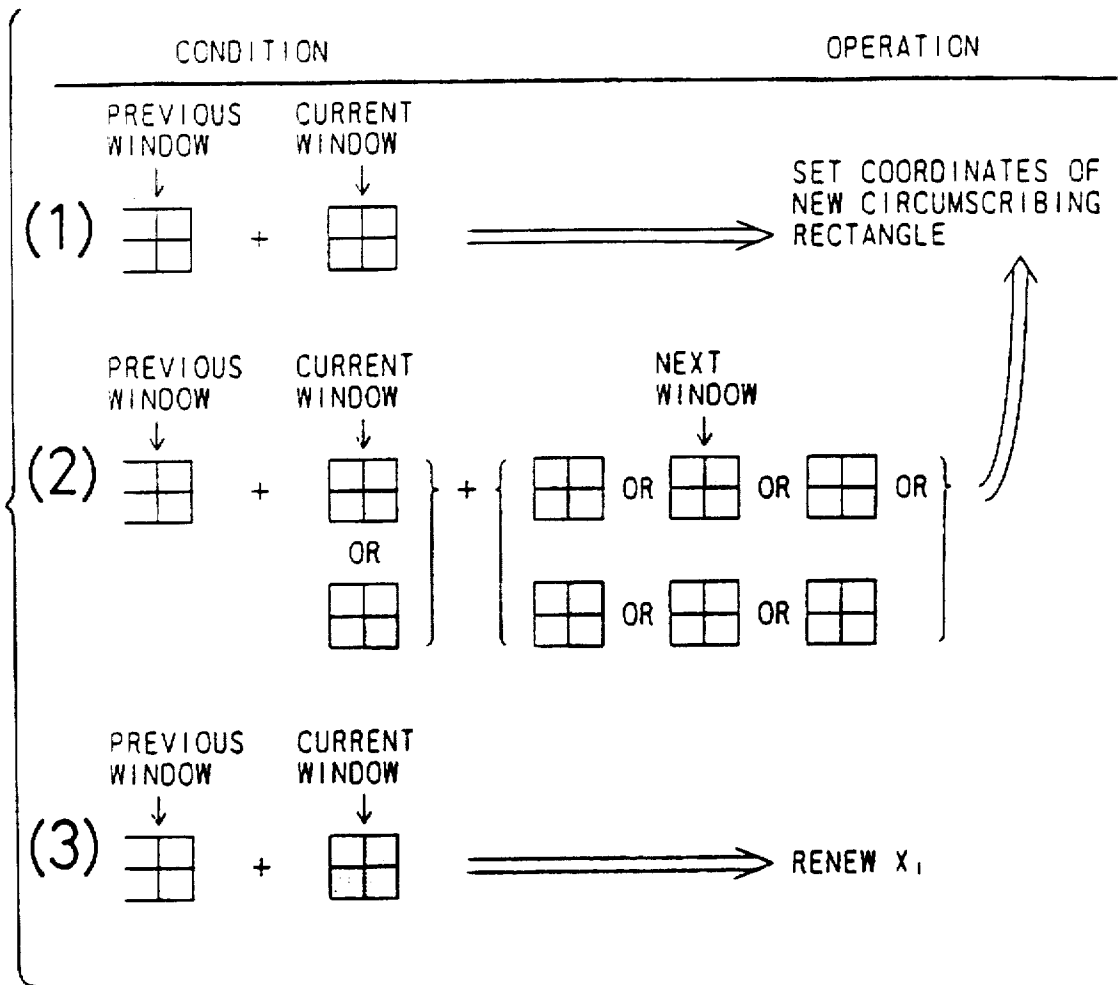 CONDITION OPERATION
PREVIOUS WINDOW
CURRENT WINDOW
(1) + SET COORDINATES OF NEW CIRCUMSCRIBING RECTANGLE
PREVIOUS WINDOW
CURRENT WINDOW
NEXT WINDOW
(2) + + OR OR OR
OR
OR OR
PREVIOUS WINDOW
CURRENT WINDOW
(3) + RENEW X₁